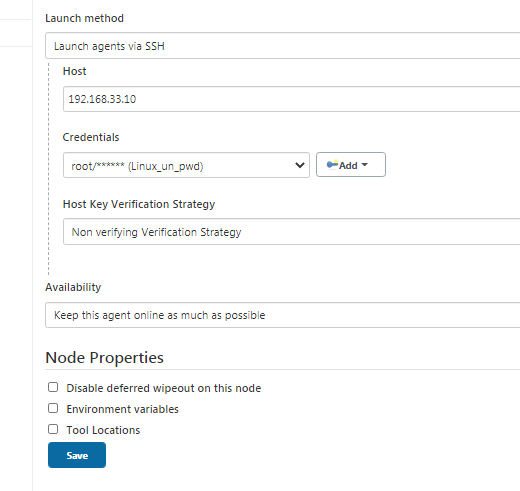 Launch method
Launch agents via SSH
Host
192.168.33.10
Credentials
root/****** (Linux_un_pwd)
Add
Host Key Verification Strategy
Non verifying Verification Strategy
Availability
Keep this agent online as much as possible
Node Properties
Disable deferred wipeout on this node
Environment variables
Tool Locations
Save